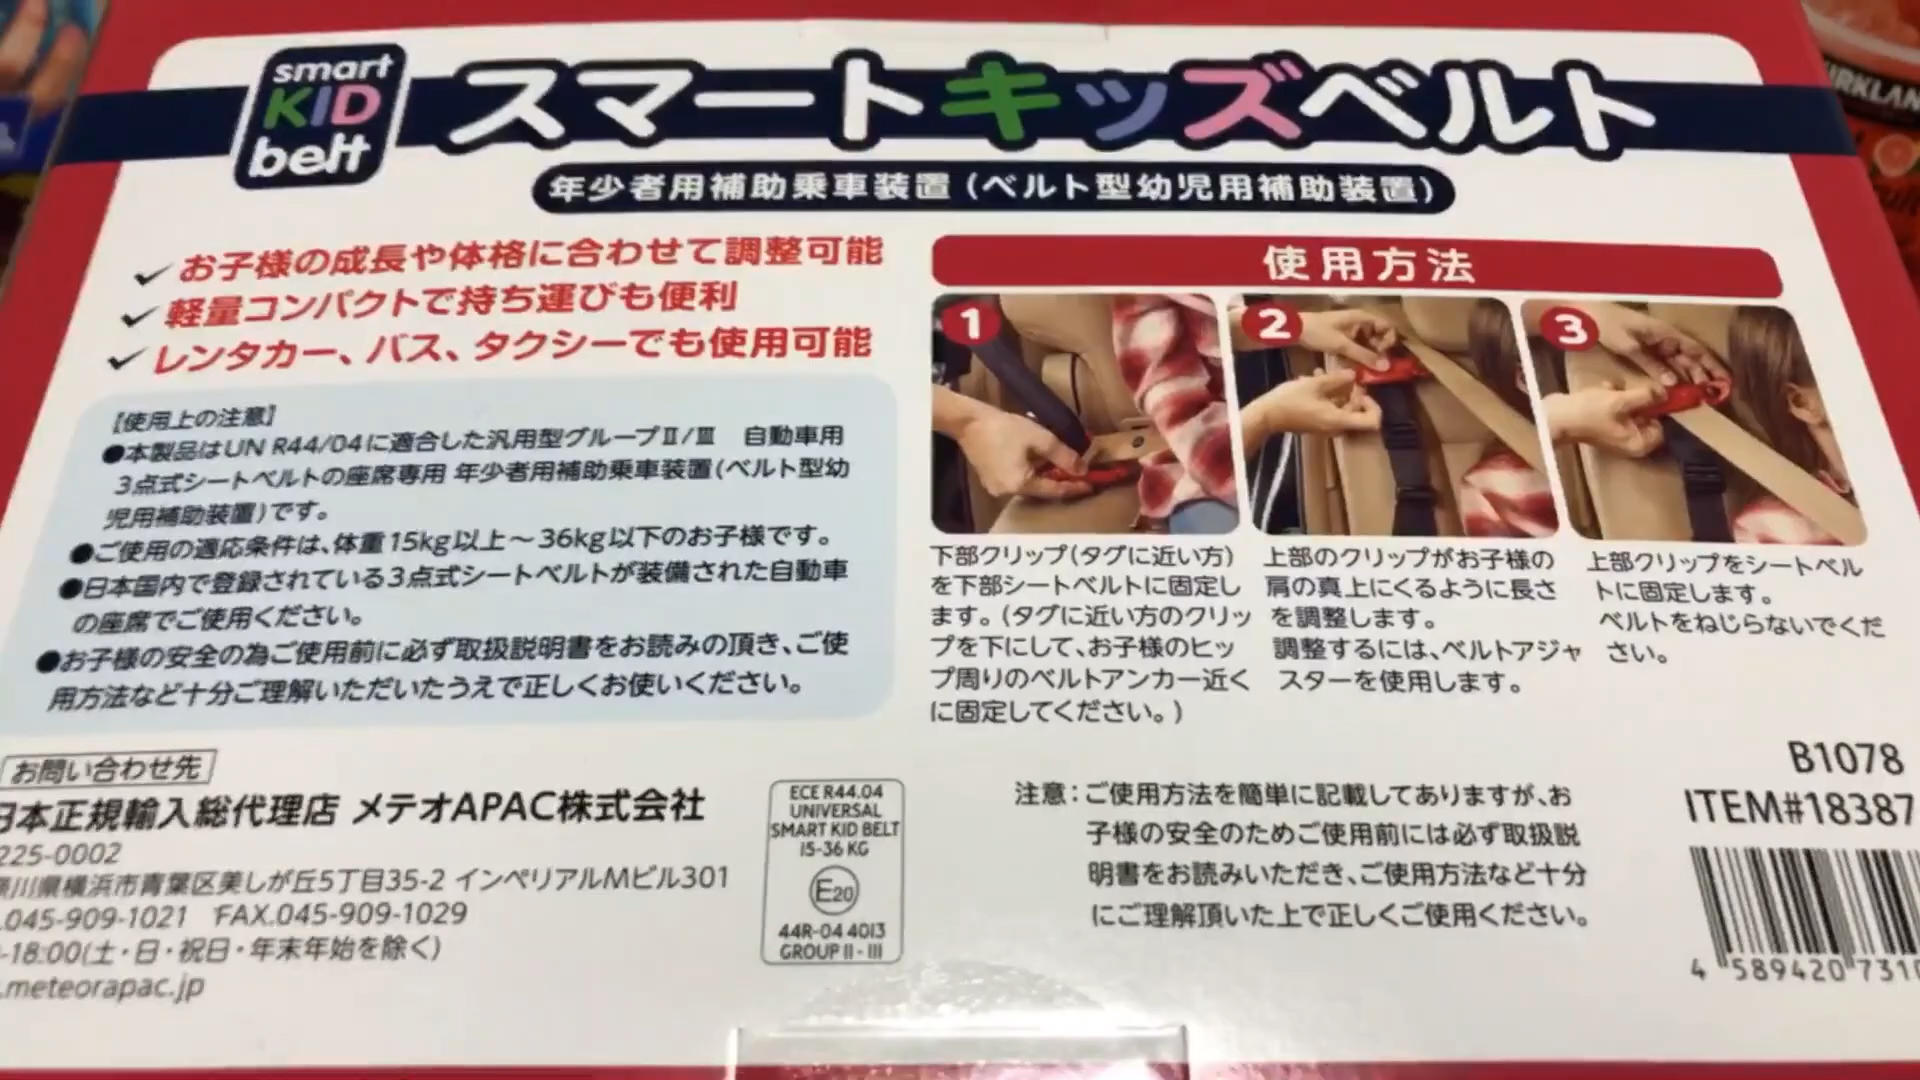 smart
KID
belt
スマートキッズベルト
年少者用補助乗車装置(ベルト型幼児用補助装置)
お子様の成長や体格に合わせて調整可能
軽量コンパクトで持ち運びも便利
レンタカー、バス、タクシーでも使用可能
【使用上の注意】
●本製品はUN R44/04に適合した汎用型グループⅡ/Ⅲ 自動車用
3点式シートベルトの座席専用 年少者用補助乗車装置(ベルト型幼
児用補助装置)です。
●ご使用の適応条件は、体重15kg以上～36kg以下のお子様です。
●日本国内で登録されている3点式シートベルトが装備された自動車
の座席でご使用ください。
●お子様の安全の為ご使用前に必ず取扱説明書をお読みの頂き、ご使
用方法など十分ご理解いただいたうえで正しくお使いください。
使用方法
1
2
3
下部クリップ(タグに近い方)
を下部シートベルトに固定し
ます。(タグに近い方のクリッ
プを下にして、お子様のヒッ
プ周りのベルトアンカー近く
に固定してください。)
上部のクリップがお子様の
肩の真上にくるように長さ
を調整します。
調整するには、ベルトアジャ
スターを使用します。
上部クリップをシートベル
トに固定します。
ベルトをねじらないでくだ
さい。
お問い合わせ先
日本正規輸入総代理店 メテオAPAC株式会社
225-0002
奈川県横浜市青葉区美しが丘5丁目35-2 インペリアルMビル301
.045-909-1021 FAX.045-909-1029
-18:00(土・日・祝日・年末年始を除く)
.meteorapac.jp
ECE R44.04
UNIVERSAL
SMART KID BELT
15-36 KG
E20
44R-04 4013
GROUP II - III
注意:ご使用方法を簡単に記載してありますが、お
子様の安全のためご使用前には必ず取扱説
明書をお読みいただき、ご使用方法など十分
にご理解頂いた上で正しくご使用ください。
B1078
ITEM#18387
4 589420 7310